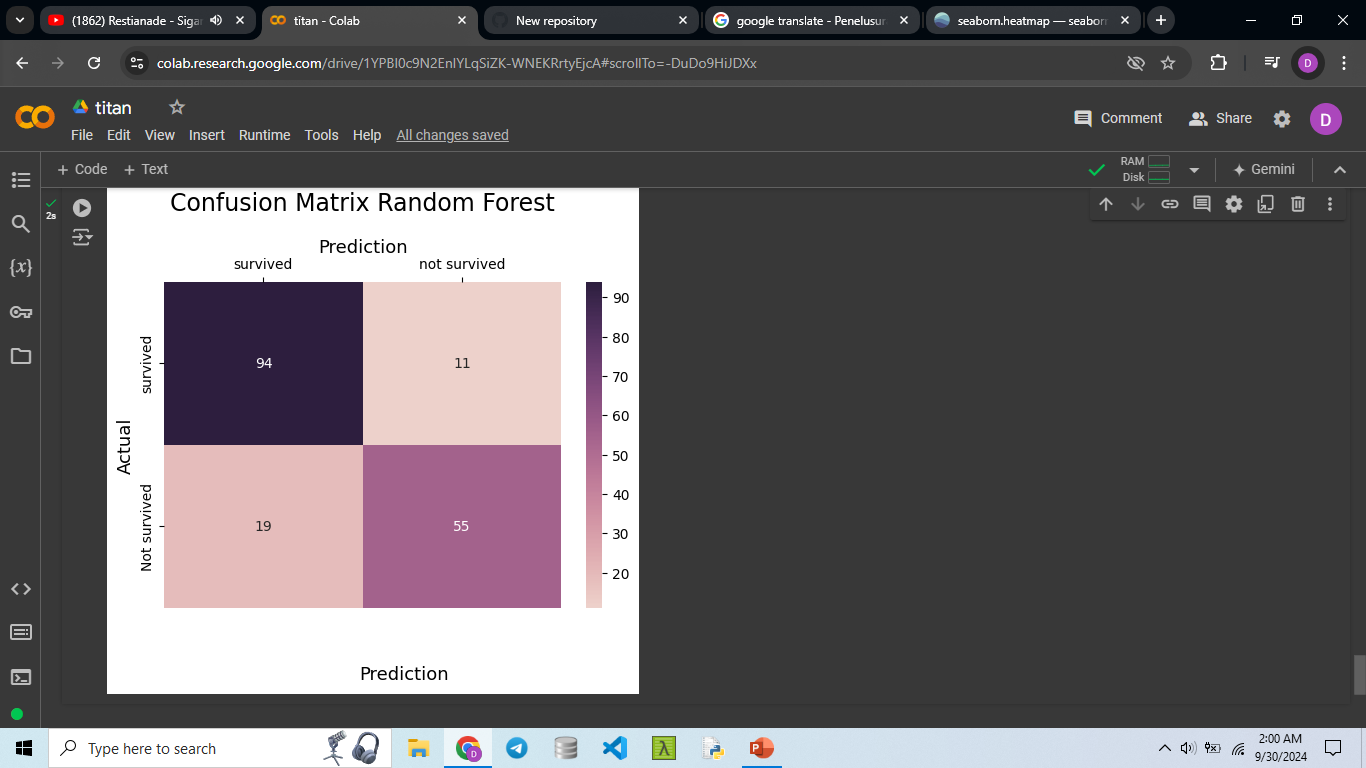 (1862) Restianade - Sigar
titan - Colab
New repository
google translate - Penelusur
seaborn.heatmap — seaborn
colab.research.google.com/drive/1YPBI0c9N2EnIYLqSiZK-WNEKRrtyEjcA#scrollTo=-DuDo9HiJDXx
D
titan
File Edit View Insert Runtime Tools Help All changes saved
Comment
Share
D
+ Code + Text
RAM
Disk
Gemini
2s
{x}
Confusion Matrix Random Forest
Prediction
survived not survived
Actual
survived
Not survived
94 11
19 55
90
80
70
60
50
40
30
20
Prediction
Type here to search
2:00 AM
9/30/2024